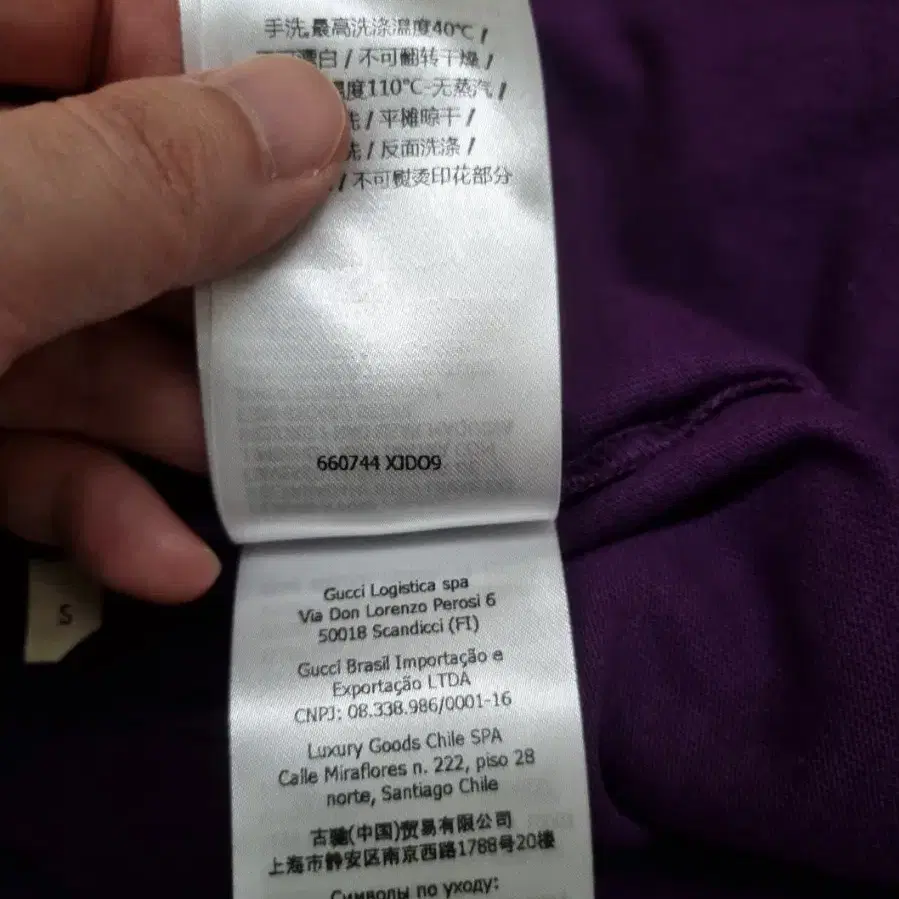 手洗,最高洗涤温度40℃ /
漂白 / 不可翻转干燥 /
温度110℃-无蒸汽 /
洗 / 平摊晾干 /
洗 / 反面洗涤 /
/ 不可熨烫印花部分
660744 XJDO9
S
Gucci Logistica spa
Via Don Lorenzo Perosi 6
50018 Scandicci (FI)
Gucci Brasil Importação e
Exportação LTDA
CNPJ: 08.338.986/0001-16
Luxury Goods Chile SPA
Calle Miraflores n. 222, piso 28
norte, Santiago Chile
古驰(中国)贸易有限公司
上海市静安区南京西路1788号20楼
Символы по уходу: